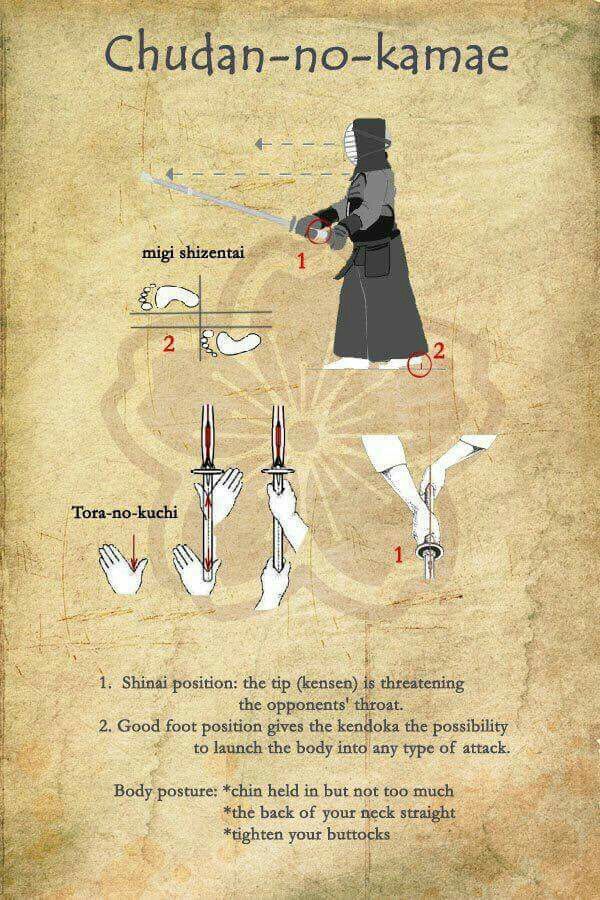 Chudan-no-kamae
1
migi shizentai
2
2
Tora-no-kuchi
1
1. Shinai position: the tip (kensen) is threatening
the opponents' throat.
2. Good foot position gives the kendoka the possibility
to launch the body into any type of attack.
Body posture: *chin held in but not too much
*the back of your neck straight
*tighten your buttocks